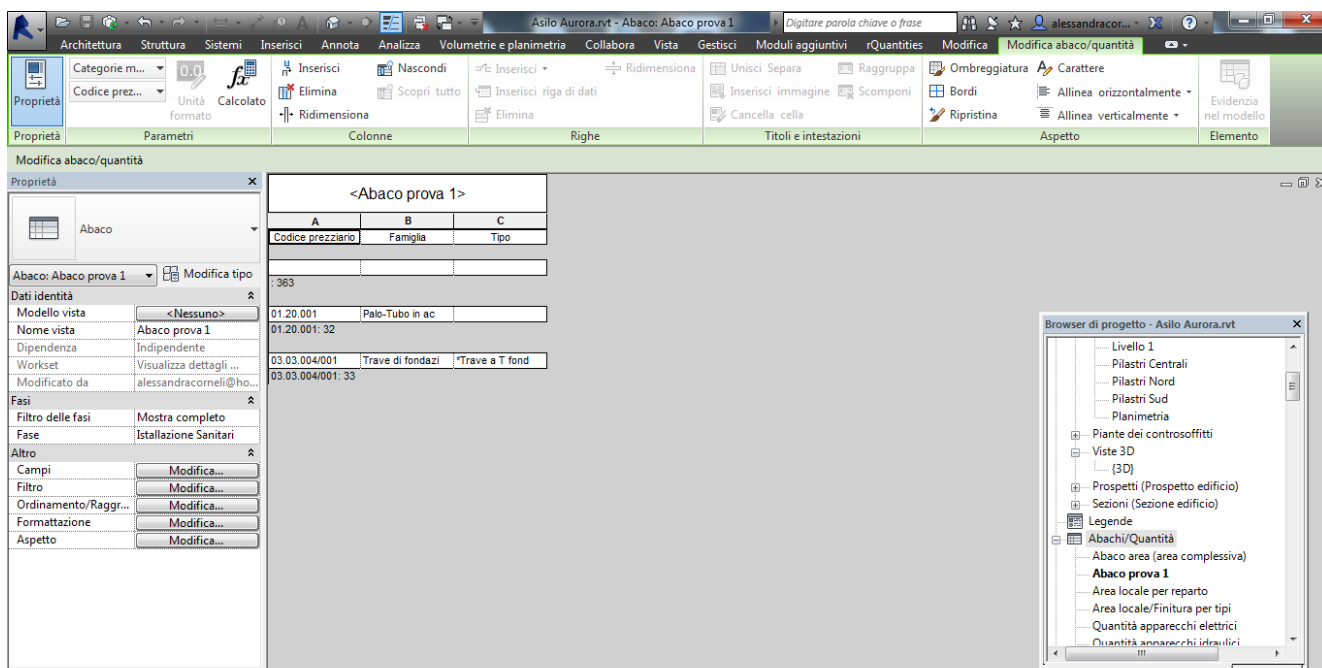 Asilo Aurora.rvt - Abaco: Abaco prova 1
Digitare parola chiave o frase
alessandracor...
Architettura Struttura Sistemi Inserisci Annota Analizza Volumetrie e planimetria Collabora Vista Gestisci Moduli aggiuntivi rQuantities Modifica Modifica abaco/quantità
Categorie m... 0.0 fx Inserisci Nascondi Inserisci Ridimensiona Unisci Separa Raggruppa Ombreggiatura Carattere
Proprietà Codice prez... Unità formato Calcolato Elimina Scopri tutto Inserisci riga di dati Inserisci immagine Scomponi Bordi Allinea orizzontalmente Evidenzia nel modello
Ridimensiona Elimina Cancella cella Ripristina Allinea verticalmente
Proprietà Parametri Colonne Righe Titoli e intestazioni Aspetto Elemento
Modifica abaco/quantità
Proprietà
Abaco
Abaco: Abaco prova 1 Modifica tipo
Dati identità
Modello vista <Nessuno>
Nome vista Abaco prova 1
Dipendenza Indipendente
Workset Visualizza dettagli ...
Modificato da alessandracorneli@ho...
Fasi
Filtro delle fasi Mostra completo
Fase Istallazione Sanitari
Altro
Campi Modifica...
Filtro Modifica...
Ordinamento/Raggr... Modifica...
Formattazione Modifica...
Aspetto Modifica...
<Abaco prova 1>
A B C
Codice prezziario Famiglia Tipo
: 363
01.20.001 Palo-Tubo in ac
01.20.001: 32
03.03.004/001 Trave di fondazi *Trave a T fond
03.03.004/001: 33
Browser di progetto - Asilo Aurora.rvt
Livello 1
Pilastri Centrali
Pilastri Nord
Pilastri Sud
Planimetria
Piante dei controsoffitti
Viste 3D
{3D}
Prospetti (Prospetto edificio)
Sezioni (Sezione edificio)
Legende
Abachi/Quantità
Abaco area (area complessiva)
Abaco prova 1
Area locale per reparto
Area locale/Finitura per tipi
Quantità apparecchi elettrici
Quantità apparecchi idraulici